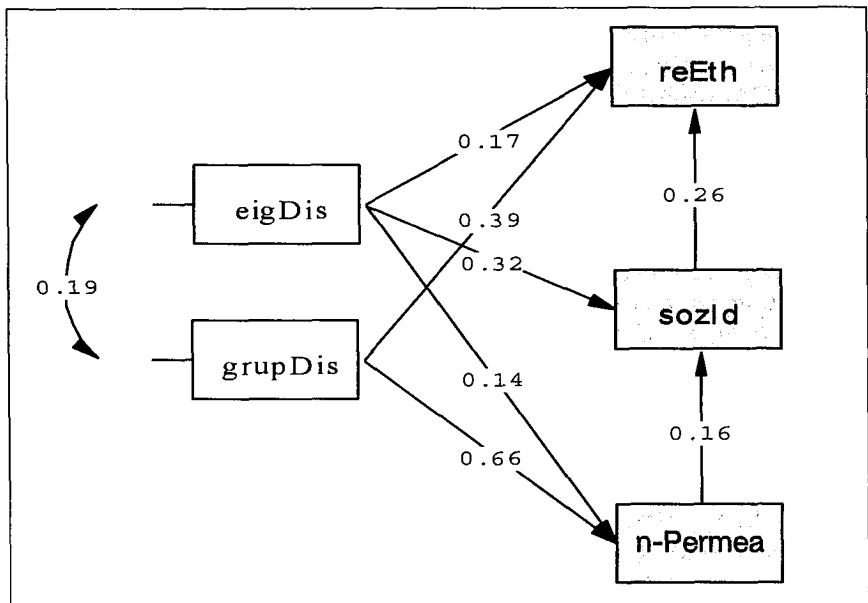 reEth
0.17
eigDis
0.39
0.26
0.32
0.19
sozId
grupDis
0.14
0.16
0.66
n-Permea